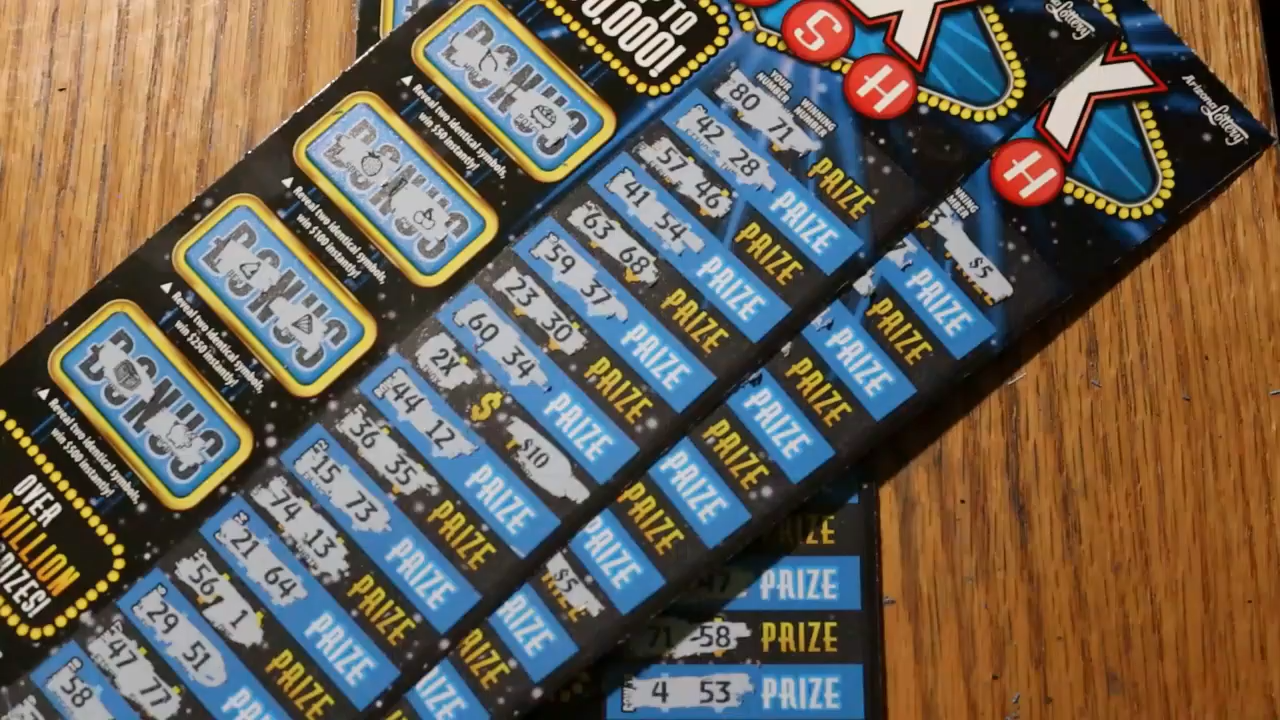 UP TO
0,000!
S
H
Arizona Lottery
X
YOUR NUMBER
WINNING NUMBER
80 71 PRIZE
42 28 PRIZE
57 46 PRIZE
41 54 PRIZE
63 68 PRIZE
59 37 PRIZE
23 30 PRIZE
60 34 PRIZE
2X $ $10
44 12 PRIZE
36 35 PRIZE
15 73 PRIZE
74 13 PRIZE
21 64 PRIZE
56 1 PRIZE
29 51 PRIZE
47 77
58
BONUS
Reveal two identical symbols,
win $50 instantly!
BONUS
Reveal two identical symbols,
win $100 instantly!
BONUS
Reveal two identical symbols,
win $250 instantly!
BONUS
Reveal two identical symbols,
win $500 instantly!
OVER
MILLION
PRIZES!
H
Arizona Lottery
$5
PRIZE
PRIZE
PRIZE
PRIZE
PRIZE
PRIZE
PRIZE
PRIZE
PRIZE
$5
PRIZE
PRIZE
47 PRIZE
71 58 PRIZE
4 53 PRIZE